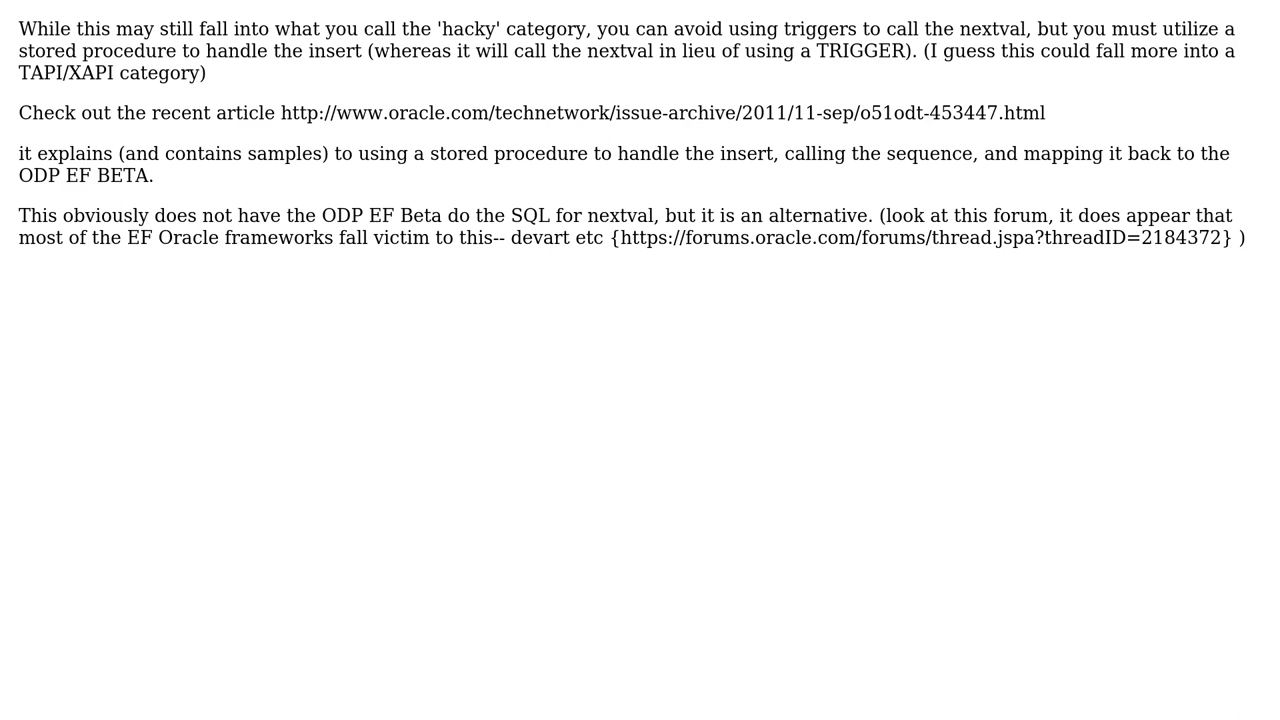 While this may still fall into what you call the 'hacky' category, you can avoid using triggers to call the nextval, but you must utilize a
stored procedure to handle the insert (whereas it will call the nextval in lieu of using a TRIGGER). (I guess this could fall more into a
TAPI/XAPI category)
Check out the recent article http://www.oracle.com/technetwork/issue-archive/2011/11-sep/o51odt-453447.html
it explains (and contains samples) to using a stored procedure to handle the insert, calling the sequence, and mapping it back to the
ODP EF BETA.
This obviously does not have the ODP EF Beta do the SQL for nextval, but it is an alternative. (look at this forum, it does appear that
most of the EF Oracle frameworks fall victim to this-- devart etc {https://forums.oracle.com/forums/thread.jspa?threadID=2184372} )